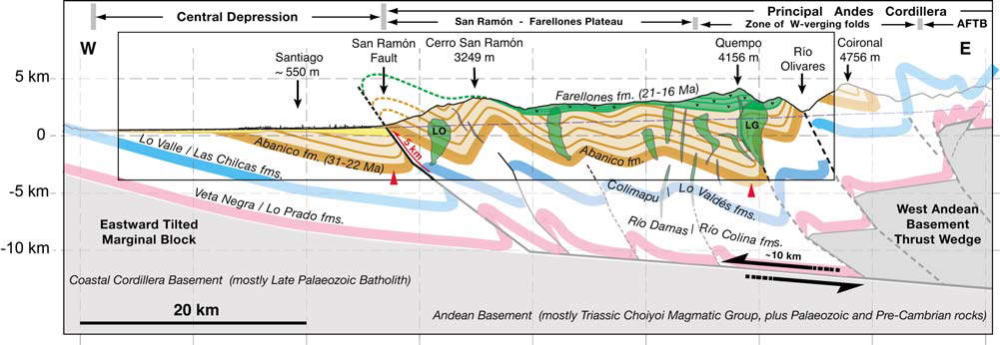 Central Depression
Principal Andes Cordillera
San Ramón - Farellones Plateau
Zone of W-verging folds
AFTB
W
E
Santiago
~ 550 m
San Ramón
Fault
Cerro San Ramón
3249 m
Quempo
4156 m
Río
Olivares
Coironal
4756 m
5 km
0
-5 km
-10 km
Farellones fm. (21-16 Ma)
LO
LG
5 km
Abanico fm. (31-22 Ma)
Abanico fm.
Lo Valle / Las Chilcas fms.
Colimapu
Lo Valdés fms.
Veta Negra / Lo Prado fms.
Río Damas
Río Colina fms.
Eastward Tilted
Marginal Block
West Andean
Basement
Thrust Wedge
~10 km
Coastal Cordillera Basement (mostly Late Palaeozoic Batholith)
20 km
Andean Basement (mostly Triassic Choiyoi Magmatic Group, plus Palaeozoic and Pre-Cambrian rocks)